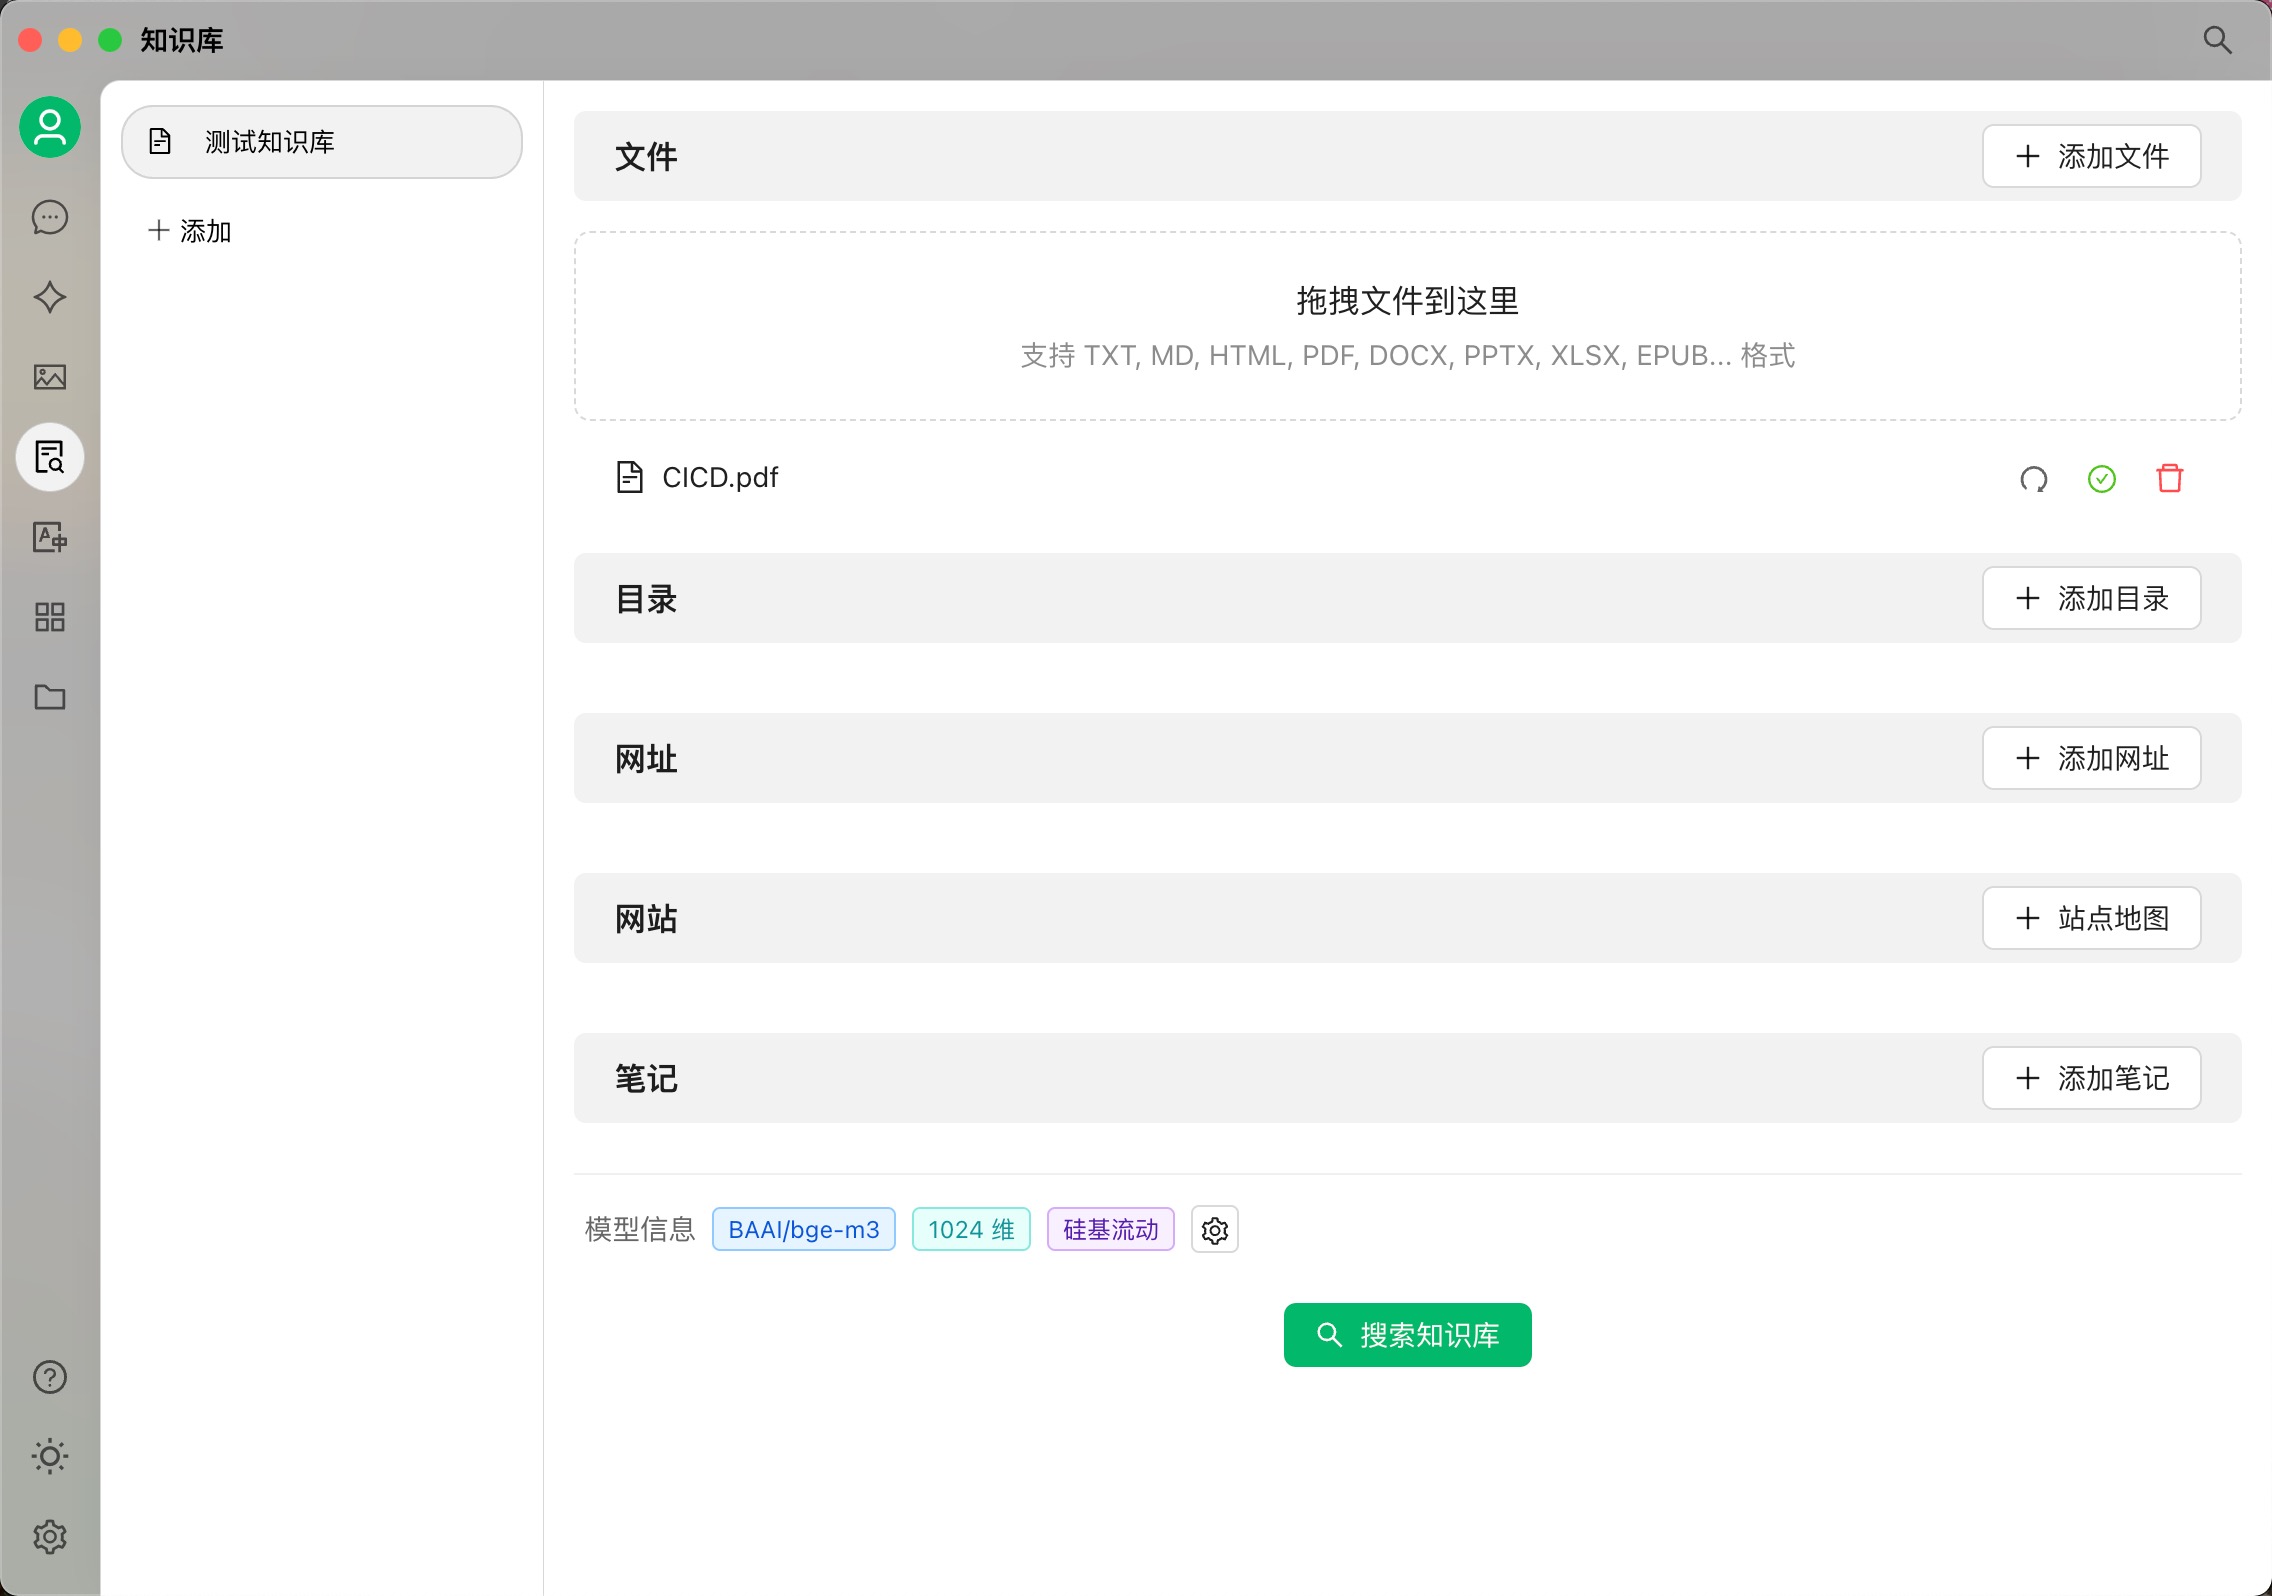 知识库
测试知识库
添加
文件
添加文件
拖拽文件到这里
支持 TXT, MD, HTML, PDF, DOCX, PPTX, XLSX, EPUB... 格式
CICD.pdf
目录
添加目录
网址
添加网址
网站
站点地图
笔记
添加笔记
模型信息 BAAI/bge-m3 1024 维 硅基流动
搜索知识库